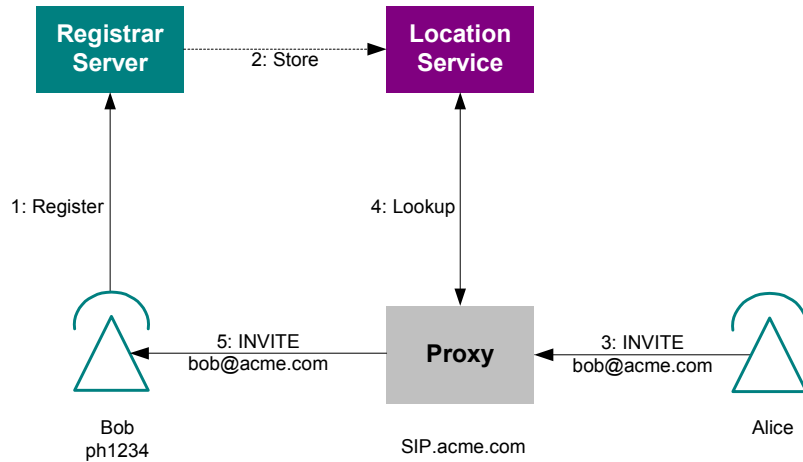 Registrar
Server
Location
Service
2: Store
1: Register
4: Lookup
5: INVITE
bob@acme.com
Proxy
3: INVITE
bob@acme.com
Bob
ph1234
SIP.acme.com
Alice